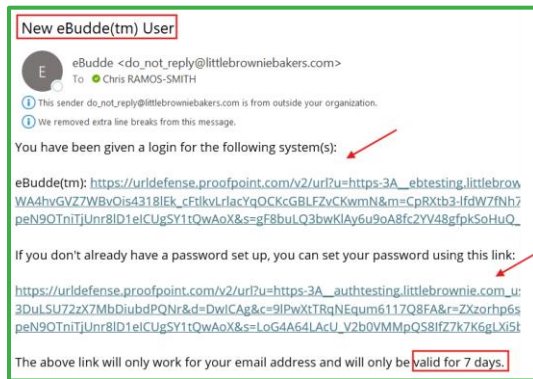 New eBudde(tm) User
E
eBudde <do_not_reply@littlebrowniebakers.com>
To Chris RAMOS-SMITH
This sender do_not_reply@littlebrowniebakers.com is from outside your organization.
We removed extra line breaks from this message.
You have been given a login for the following system(s):
eBudde(tm): https://urldefense.proofpoint.com/v2/url?u=https-3A__ebtesting.littlebrow
WA4hvGVZ7WBvOis4318lEk_cFtlkvLrlacYqOCKcGBLFZvCKwmN&m=CpRXtb3-lfdW7fNh7
peN9OTniTjUnr8lD1eICUgSY1tQwAoX&s=gF8buLQ3bwKlAy6u9oA8fc2YV48gfpkSoHuQ_
If you don't already have a password set up, you can set your password using this link:
https://urldefense.proofpoint.com/v2/url?u=https-3A__authtesting.littlebrownie.com_u
3DuLSU72zX7MbDiubdPQNr&d=DwICAg&c=9lPwXtTRqNEqum6117Q8FA&r=ZXzorhp6s
peN9OTniTjUnr8lD1eICUgSY1tQwAoX&s=LoG4A64LAcU_V2b0VMMpQS8IfZ7k7K6gLXi5
The above link will only work for your email address and will only be valid for 7 days.